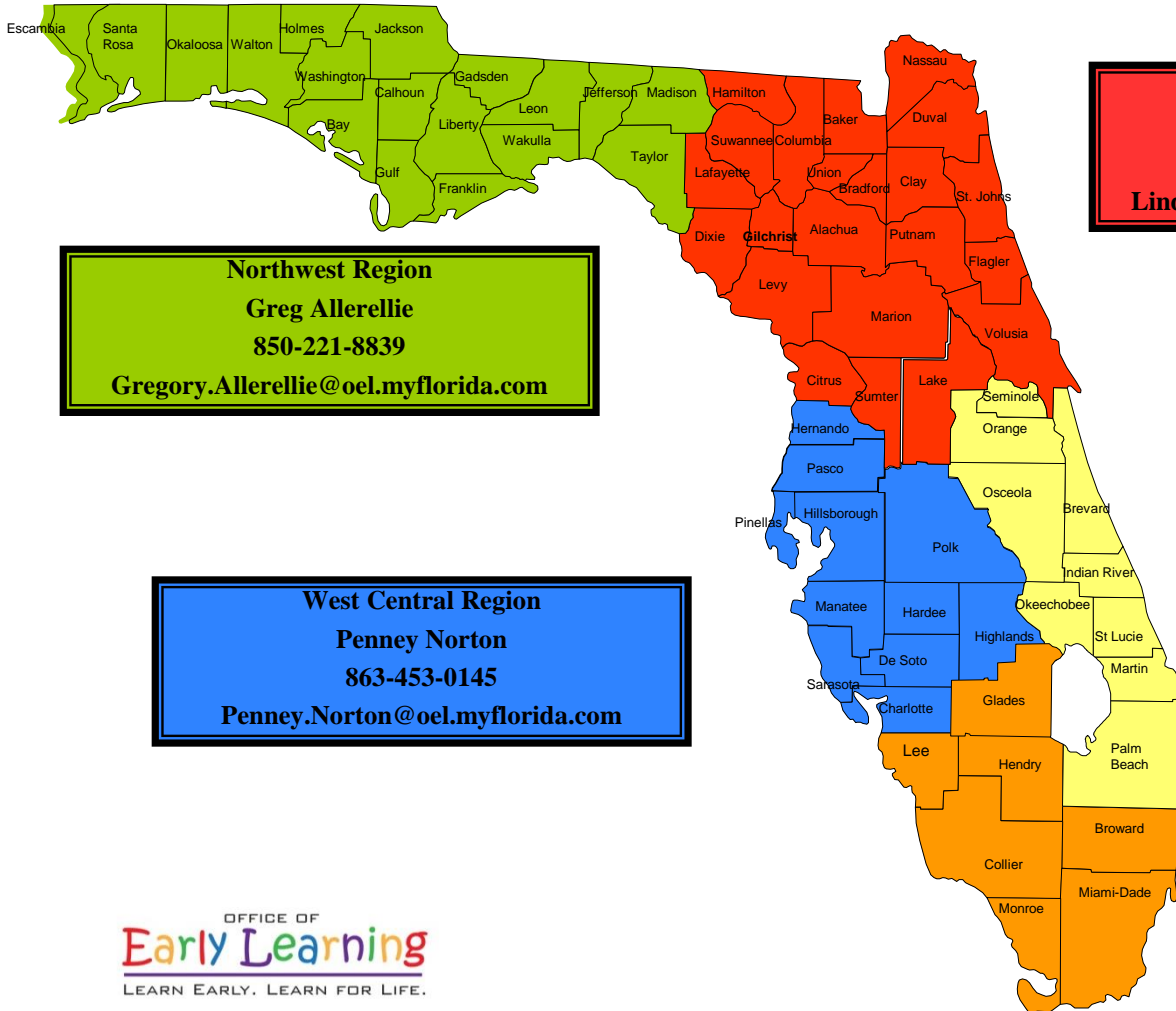 Escambia
Santa
Rosa
Okaloosa
Walton
Holmes
Jackson
Washington
Calhoun
Gadsden
Bay
Liberty
Leon
Jefferson
Madison
Wakulla
Taylor
Gulf
Franklin
Nassau
Hamilton
Baker
Duval
Suwannee
Columbia
Lafayette
Union
Bradford
Clay
St. Johns
Dixie
Gilchrist
Alachua
Putnam
Flagler
Levy
Marion
Volusia
Citrus
Sumter
Lake
Seminole
Orange
Hernando
Pasco
Osceola
Pinellas
Hillsborough
Brevard
Polk
Indian River
Manatee
Hardee
Highlands
Okeechobee
St Lucie
De Soto
Martin
Sarasota
Charlotte
Glades
Lee
Hendry
Palm
Beach
Broward
Collier
Miami-Dade
Monroe
Northwest Region
Greg Allerellie
850-221-8839
Gregory.Allerellie@oel.myflorida.com
West Central Region
Penney Norton
863-453-0145
Penney.Norton@oel.myflorida.com
OFFICE OF
Early Learning
LEARN EARLY. LEARN FOR LIFE.